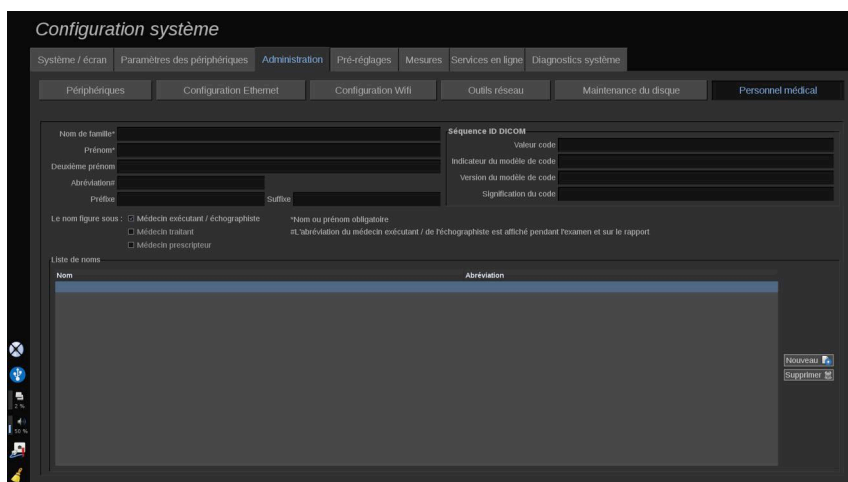 Configuration système
Système / écran Paramètres des périphériques Administration Pré-réglages Mesures Services en ligne Diagnostics système
Périphériques Configuration Ethernet Configuration Wifi Outils réseau Maintenance du disque Personnel médical
Nom de famille*
Prénom*
Deuxième prénom
Abréviation#
Préfixe Suffixe
Séquence ID DICOM
Valeur code
Indicateur du modèle de code
Version du modèle de code
Signification du code
Le nom figure sous : Médecin exécutant / échographiste
Médecin traitant
Médecin prescripteur
*Nom ou prénom obligatoire
#L'abréviation du médecin exécutant / de l'échographiste est affiché pendant l'examen et sur le rapport
Liste de noms
Nom Abréviation
Nouveau
Supprimer
2 %
50 %